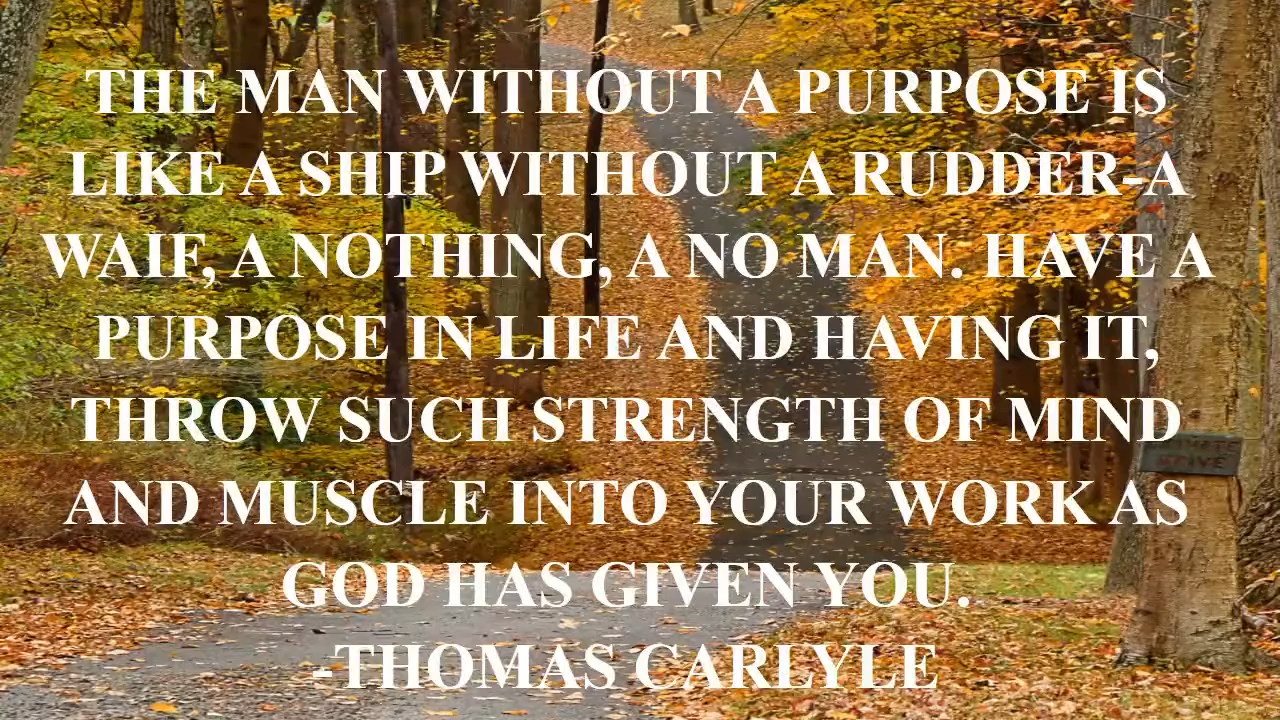 THE MAN WITHOUT A PURPOSE IS
LIKE A SHIP WITHOUT A RUDDER-A
WAIF, A NOTHING, A NO MAN. HAVE A
PURPOSE IN LIFE AND HAVING IT,
THROW SUCH STRENGTH OF MIND
AND MUSCLE INTO YOUR WORK AS
GOD HAS GIVEN YOU.
-THOMAS CARLYLE